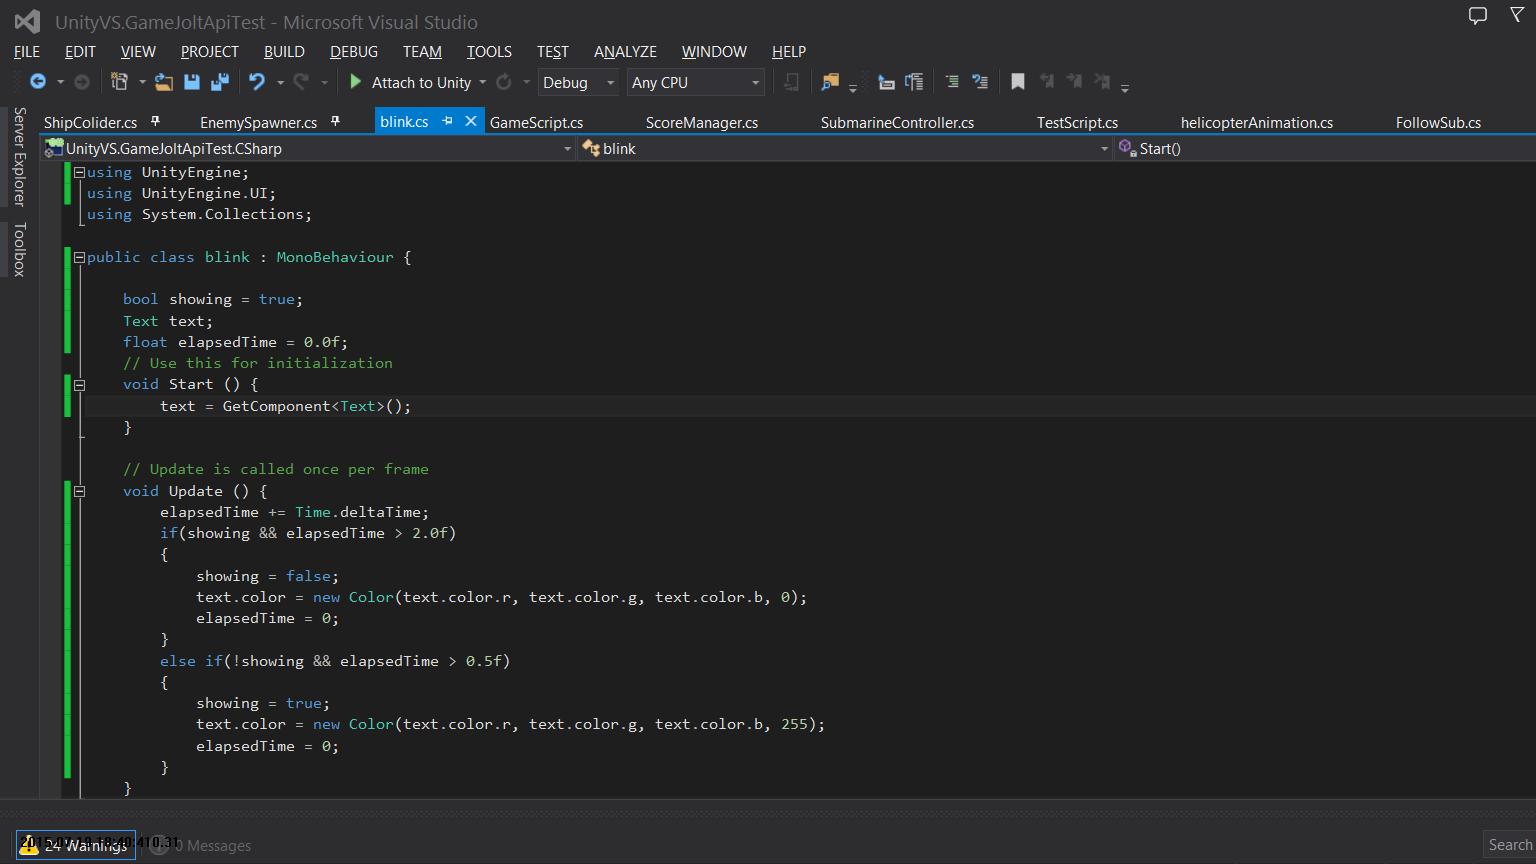 UnityVS.GameJoltApiTest - Microsoft Visual Studio
FILE EDIT VIEW PROJECT BUILD DEBUG TEAM TOOLS TEST ANALYZE WINDOW HELP
Attach to Unity Debug Any CPU
Server Explorer
Toolbox
ShipColider.cs EnemySpawner.cs blink.cs GameScript.cs ScoreManager.cs SubmarineController.cs TestScript.cs helicopterAnimation.cs FollowSub.cs
UnityVS.GameJoltApiTest.CSharp blink Start()
using UnityEngine;
using UnityEngine.UI;
using System.Collections;
public class blink : MonoBehaviour {
bool showing = true;
Text text;
float elapsedTime = 0.0f;
// Use this for initialization
void Start () {
text = GetComponent<Text>();
}
// Update is called once per frame
void Update () {
elapsedTime += Time.deltaTime;
if(showing && elapsedTime > 2.0f)
{
showing = false;
text.color = new Color(text.color.r, text.color.g, text.color.b, 0);
elapsedTime = 0;
}
else if(!showing && elapsedTime > 0.5f)
{
showing = true;
text.color = new Color(text.color.r, text.color.g, text.color.b, 255);
elapsedTime = 0;
}
}
24 Warnings 0 Messages
Search